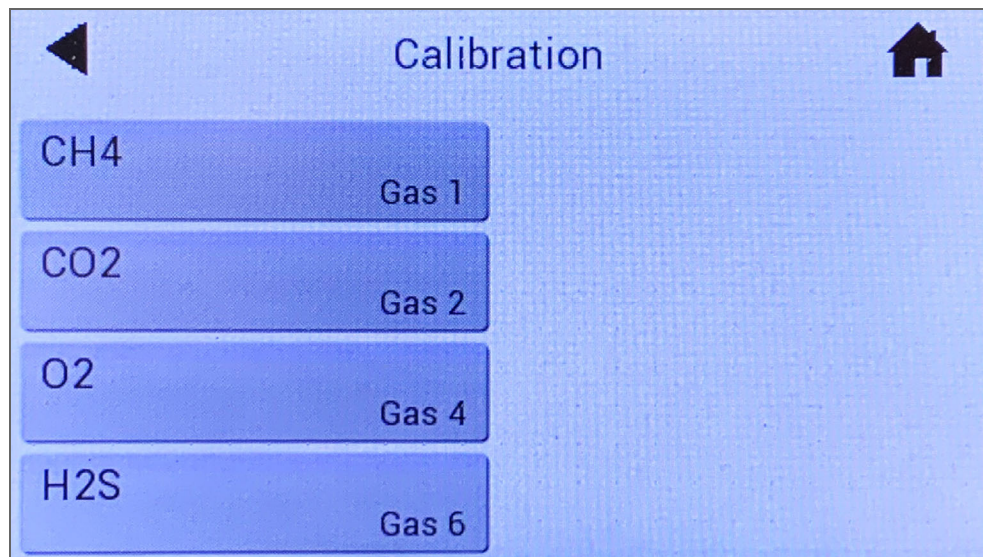 Calibration
CH4
Gas 1
CO2
Gas 2
O2
Gas 4
H2S
Gas 6